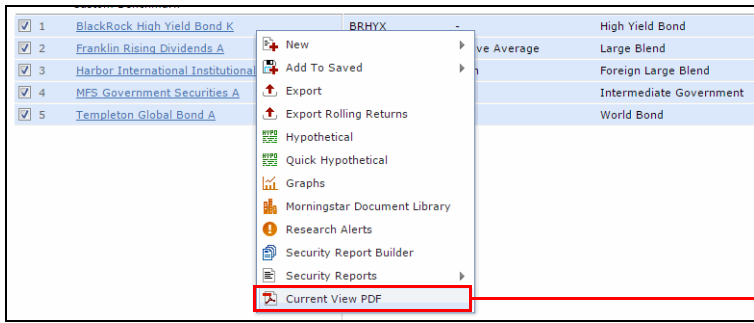 1 BlackRock High Yield Bond K BRHYX - High Yield Bond
2 Franklin Rising Dividends A ve Average Large Blend
3 Harbor International Institutional Foreign Large Blend
4 MFS Government Securities A Intermediate Government
5 Templeton Global Bond A World Bond
New
Add To Saved
Export
Export Rolling Returns
Hypothetical
Quick Hypothetical
Graphs
Morningstar Document Library
Research Alerts
Security Report Builder
Security Reports
Current View PDF